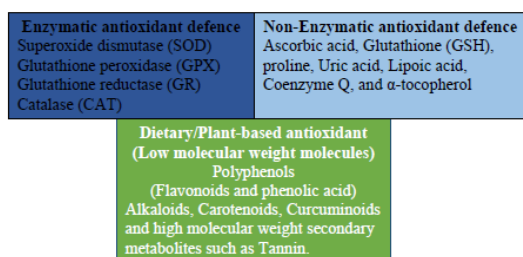 Enzymatic antioxidant defence
Superoxide dismutase (SOD)
Glutathione peroxidase (GPX)
Glutathione reductase (GR)
Catalase (CAT)
Non-Enzymatic antioxidant defence
Ascorbic acid, Glutathione (GSH),
proline, Uric acid, Lipoic acid,
Coenzyme Q, and α-tocopherol
Dietary/Plant-based antioxidant
(Low molecular weight molecules)
Polyphenols
(Flavonoids and phenolic acid)
Alkaloids, Carotenoids, Curcuminoids
and high molecular weight secondary
metabolites such as Tannin.